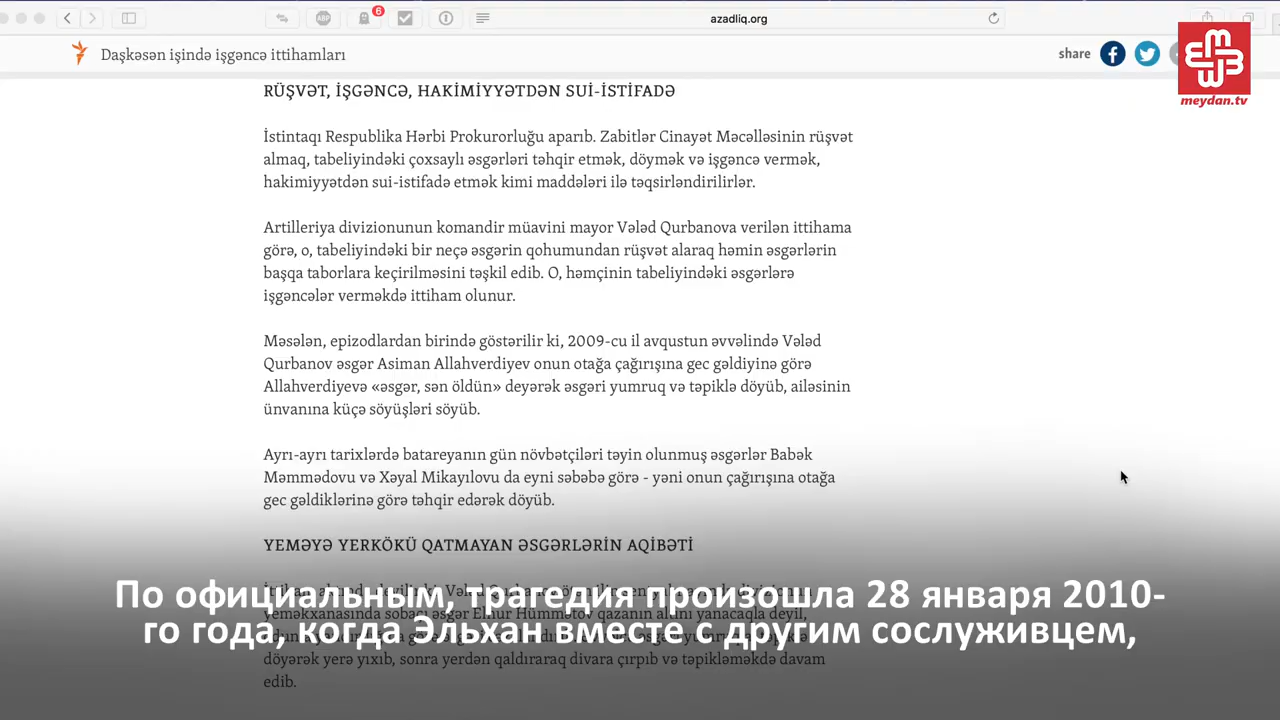 6
ABP
azadliq.org
Daşkəsən işində işgəncə ittihamları
share
meydan.tv
RÜŞVƏT, İŞGƏNCƏ, HAKİMİYYƏTDƏN SUİ-İSTİFADƏ
İstintaqı Respublika Hərbi Prokurorluğu aparıb. Zabitlər Cinayət Məcəlləsinin rüşvət
almaq, tabeliyindəki çoxsaylı əsgərləri təhqir etmək, döymək və işgəncə vermək,
hakimiyyətdən sui-istifadə etmək kimi maddələri ilə təqsirləndirilirlər.
Artilleriya divizionunun komandir müavini mayor Vələd Qurbanova verilən ittihama
görə, o, tabeliyindəki bir neçə əsgərin qohumundan rüşvət alaraq həmin əsgərlərin
başqa taborlara keçirilməsini təşkil edib. O, həmçinin tabeliyindəki əsgərlərə
işgəncələr verməkdə ittiham olunur.
Məsələn, epizodlardan birində göstərilir ki, 2009-cu il avqustun əvvəlində Vələd
Qurbanov əsgər Asiman Allahverdiyev onun otağa çağırışına gec gəldiyinə görə
Allahverdiyevə «əsgər, sən öldün» deyərək əsgəri yumruq və təpiklə döyüb, ailəsinin
ünvanına küçə söyüşləri söyüb.
Ayrı-ayrı tarixlərdə batareyanın gün növbətçiləri təyin olunmuş əsgərlər Babək
Məmmədovu və Xəyal Mikayılovu da eyni səbəbə görə - yəni onun çağırışına otağa
gec gəldiklərinə görə təhqir edərək döyüb.
YEMƏYƏ YERKÖKÜ QATMAYAN ƏSGƏRLƏRİN AQİBƏTİ
По официальным, трагедия произошла 28 января 2010-
го года, когда Эльхан вместе с другим сослуживцем,
döyərək yerə yıxıb, sonra yerdən qaldıraraq divara çırpıb və təpikləməkdə davam
edib.